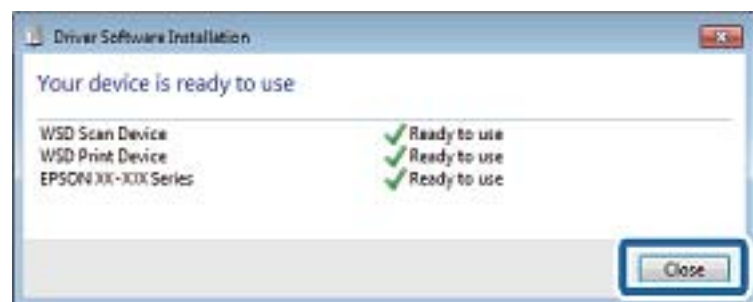 Driver Software Installation
Your device is ready to use
WSD Scan Device Ready to use
WSD Print Device Ready to use
EPSON XX-XXX Series Ready to use
Close